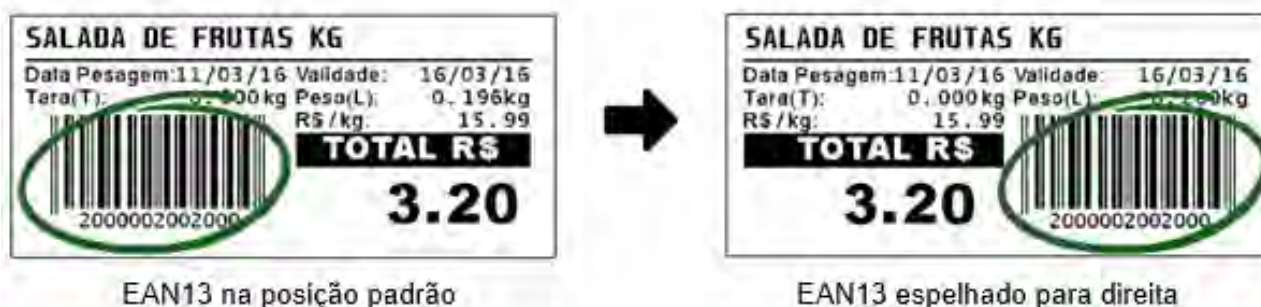 SALADA DE FRUTAS KG
Data Pesagem:11/03/16 Validade: 16/03/16
Tara(T): kg Peso(L): 0.196kg
R$/kg: 15.99
TOTAL R$
3.20
2000002002000
EAN13 na posição padrão
SALADA DE FRUTAS KG
Data Pesagem:11/03/16 Validade: 16/03/16
Tara(T): 0.000kg Peso(L): kg
R$/kg: 15.99
TOTAL R$
3.20
2000002002000
EAN13 espelhado para direita